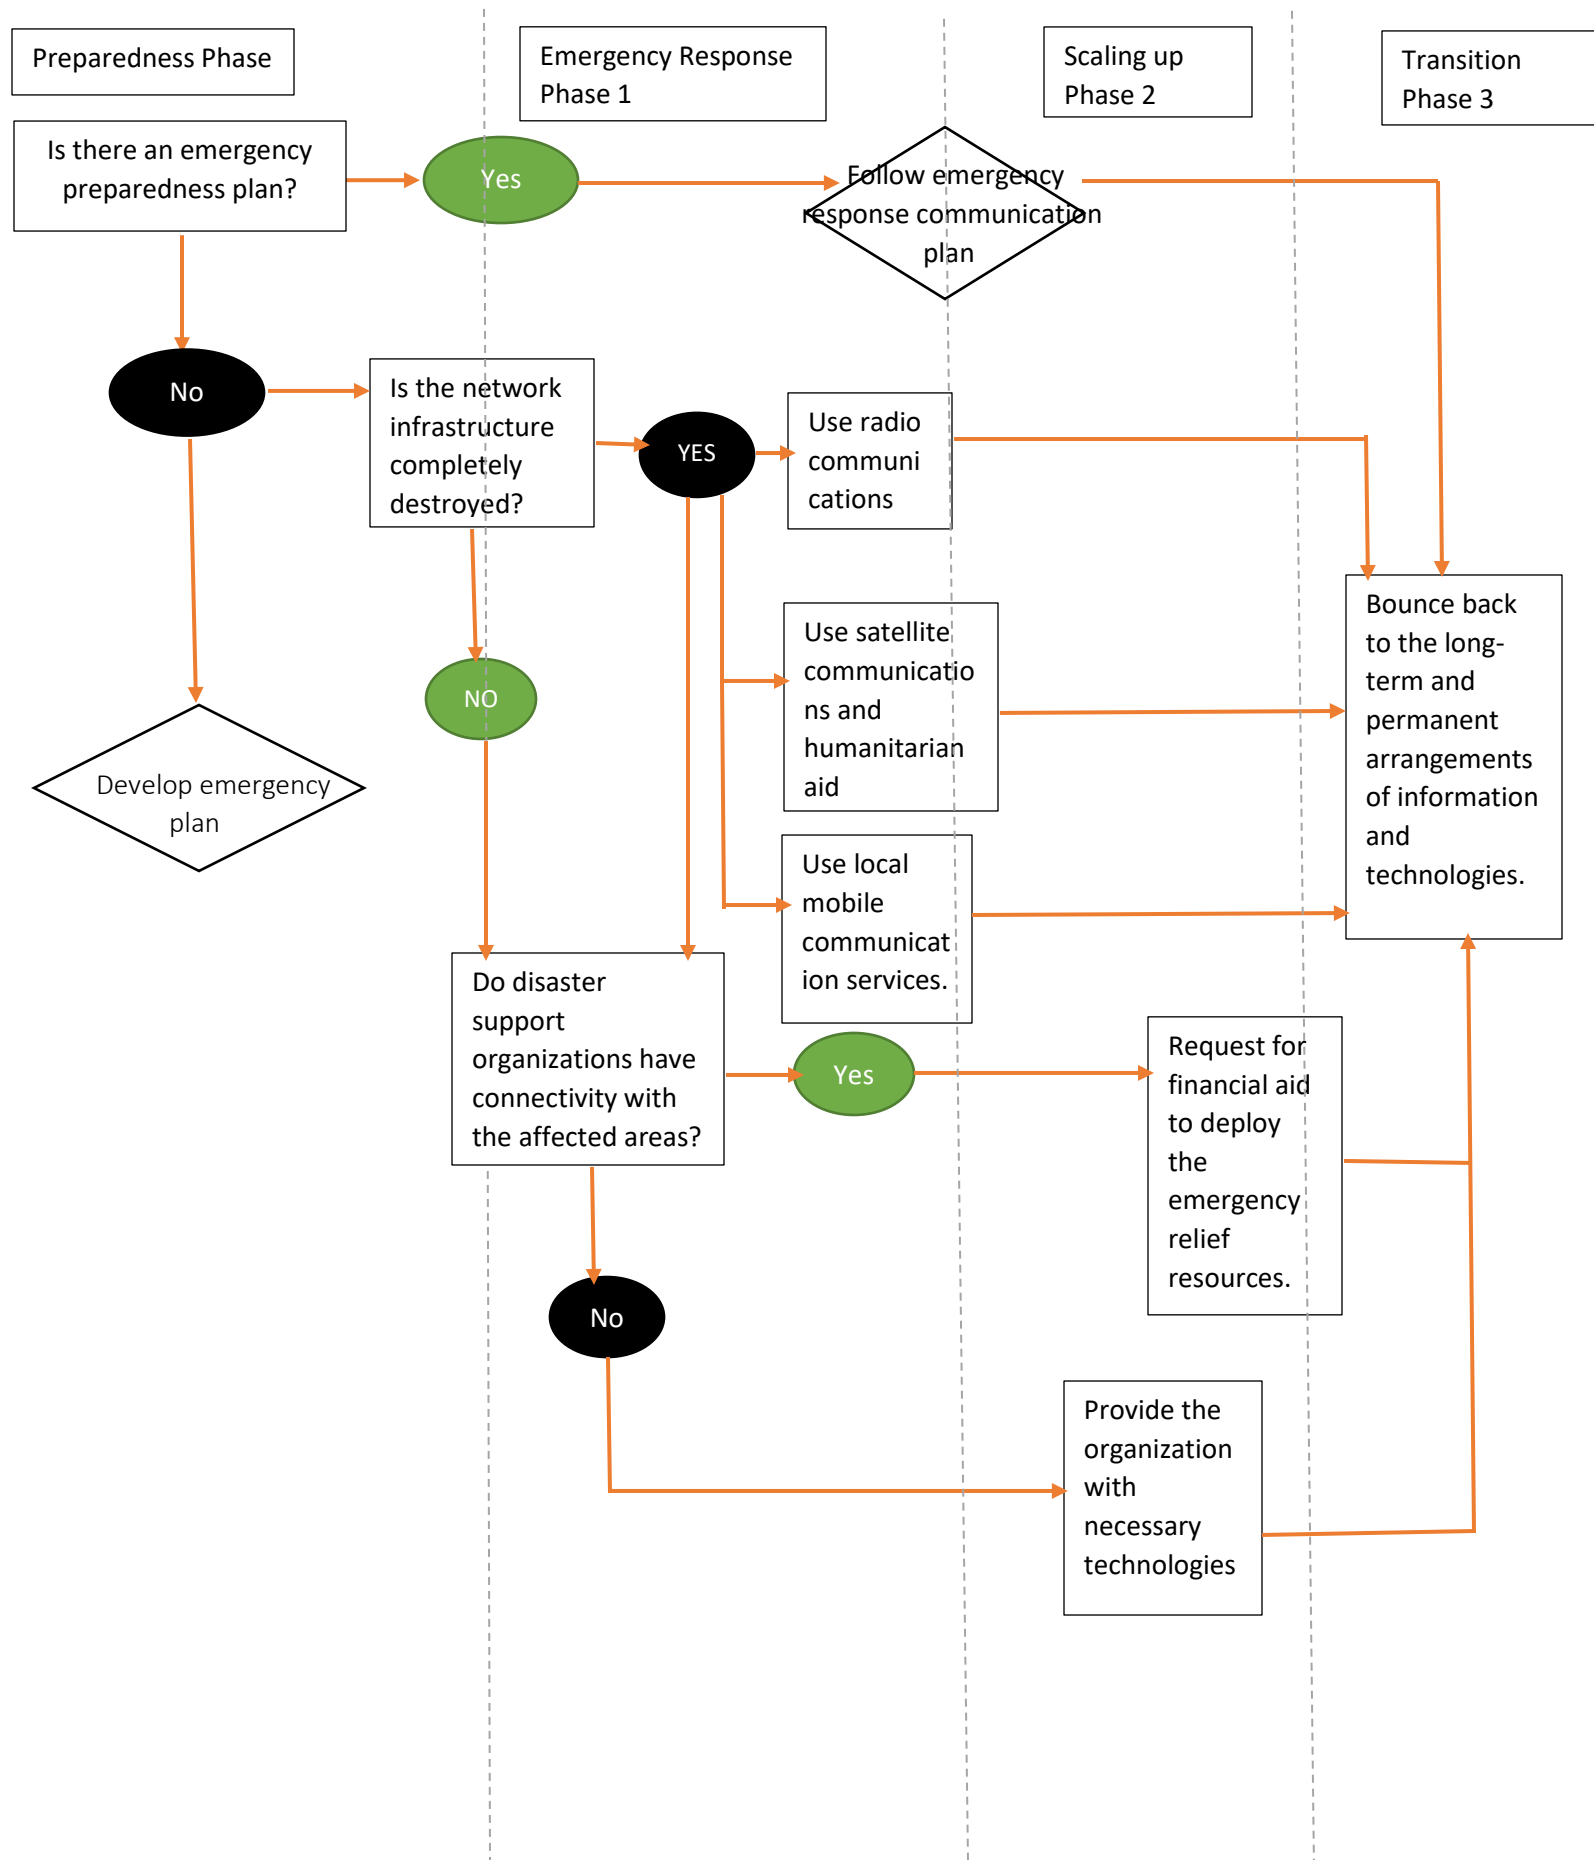 Preparedness Phase
Emergency Response
Phase 1
Scaling up
Phase 2
Transition
Phase 3
Is there an emergency
preparedness plan?
Yes
Follow emergency
response communication
plan
No
Is the network
infrastructure
completely
destroyed?
YES
Use radio
communi
cations
Use satellite
communicatio
ns and
humanitarian
aid
Bounce back
to the long-
term and
permanent
arrangements
of information
and
technologies.
NO
Develop emergency
plan
Use local
mobile
communicat
ion services.
Do disaster
support
organizations have
connectivity with
the affected areas?
Yes
Request for
financial aid
to deploy
the
emergency
relief
resources.
No
Provide the
organization
with
necessary
technologies